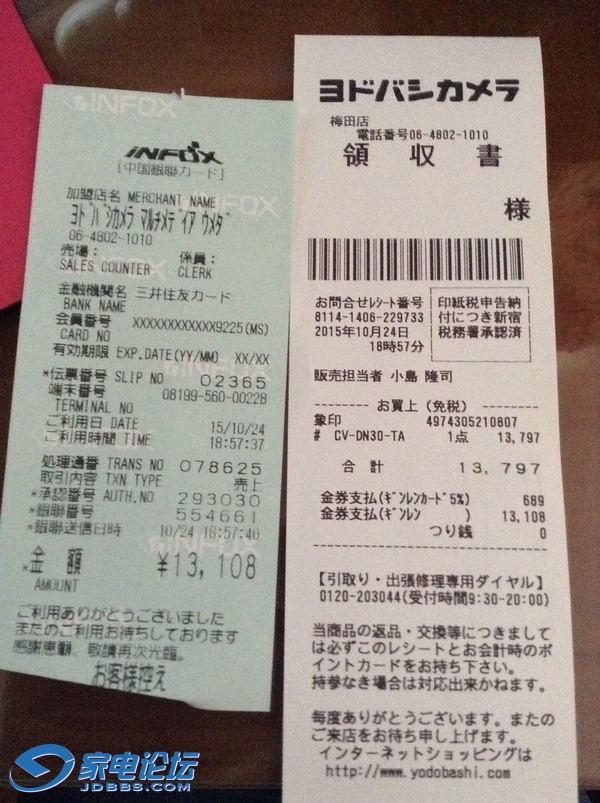 INFOX
INFOX
[中国銀聯カード]
加盟店名 MERCHANT NAME
ヨドバシカメラ マルチメディア ウメダ
06-4802-1010
売場: 係員:
SALES COUNTER CLERK
金融機関名 三井住友カード
BANK NAME
会員番号 XXXXXXXXXXXX9225(MS)
CARD NO
有効期限 EXP.DATE(YY/MM) XX/XX
*伝票番号 SLIP NO 02365
端末番号 08199-560-00228
TERMINAL NO
ご利用日 DATE 15/10/24
ご利用時間 TIME 18:57:37
処理通番 TRANS NO 078625
取引内容 TXN TYPE 売上
*承認番号 AUTH.NO 293030
*銀聯番号 554661
*銀聯送信日時 10/24 18:57:40
*金 額 ¥13,108
AMOUNT
ご利用ありがとうございました
またのご利用お待ちしております
感謝惠顧、敬請再次光臨。
お客様控え
ヨドバシカメラ
梅田店
電話番号06-4802-1010
領 収 書
様
お問合せレシート番号
8114-1406-229733
2015年10月24日
18時57分
印紙税申告納
付につき新宿
税務署承認済
販売担当者 小島 隆司
お買上(免税)
象印 4974305210807
# CV-DN30-TA 1点 13,797
合 計 13,797
金券支払(ギンレンカード5%) 689
金券支払(ギンレン ) 13,108
つり銭 0
【引取り・出張修理専用ダイヤル】
0120-203044(受付時間9:30-20:00)
当商品の返品・交換等につきまして
は必ずこのレシートとお会計時のポ
イントカードをお持ち下さい。
持参なき場合は対応出来かねます。
毎度ありがとうございます。またの
ご来店をお待ち申し上げます。
インターネットショッピングは
http://www.yodobashi.com
家电论坛
JDBBS.COM